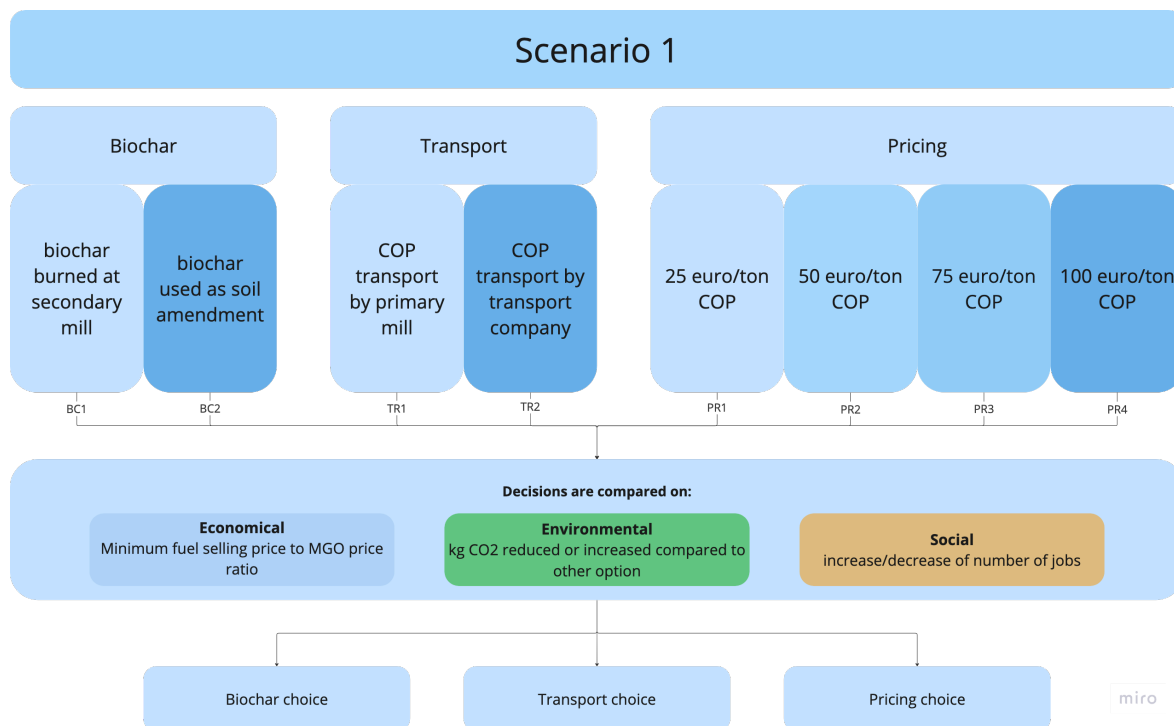 Scenario 1
Biochar
Transport
Pricing
biochar
burned at
secondary
mill
biochar
used as soil
amendment
COP
transport
by primary
mill
COP
transport by
transport
company
25 euro/ton
COP
50 euro/ton
COP
75 euro/ton
COP
100 euro/ton
COP
BC1
BC2
TR1
TR2
PR1
PR2
PR3
PR4
Decisions are compared on:
Economical
Minimum fuel selling price to MGO price
ratio
Environmental
kg CO2 reduced or increased compared to
other option
Social
increase/decrease of number of jobs
Biochar choice
Transport choice
Pricing choice
miro